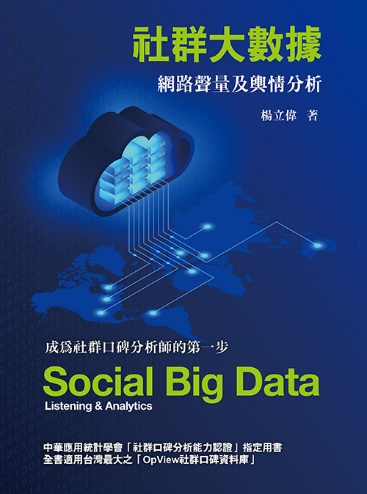 社群大數據
網路聲量及輿情分析
楊立偉 著
成為社群口碑分析師的第一步
Social Big Data
Listening & Analytics
中華應用統計學會「社群口碑分析能力認證」指定用書
全書適用台灣最大之「OpView社群口碑資料庫」